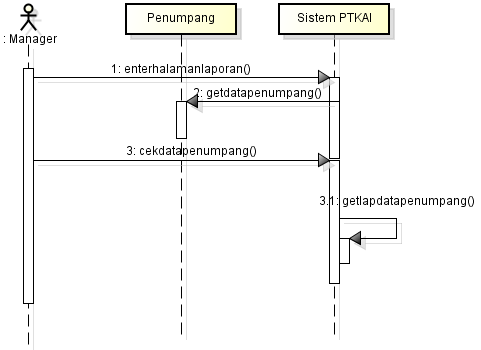 Penumpang
Sistem PTKAI
: Manager
1: enterhalamanlaporan()
2: getdatapenumpang()
3: cekdatapenumpang()
3.1: getlapdatapenumpang()